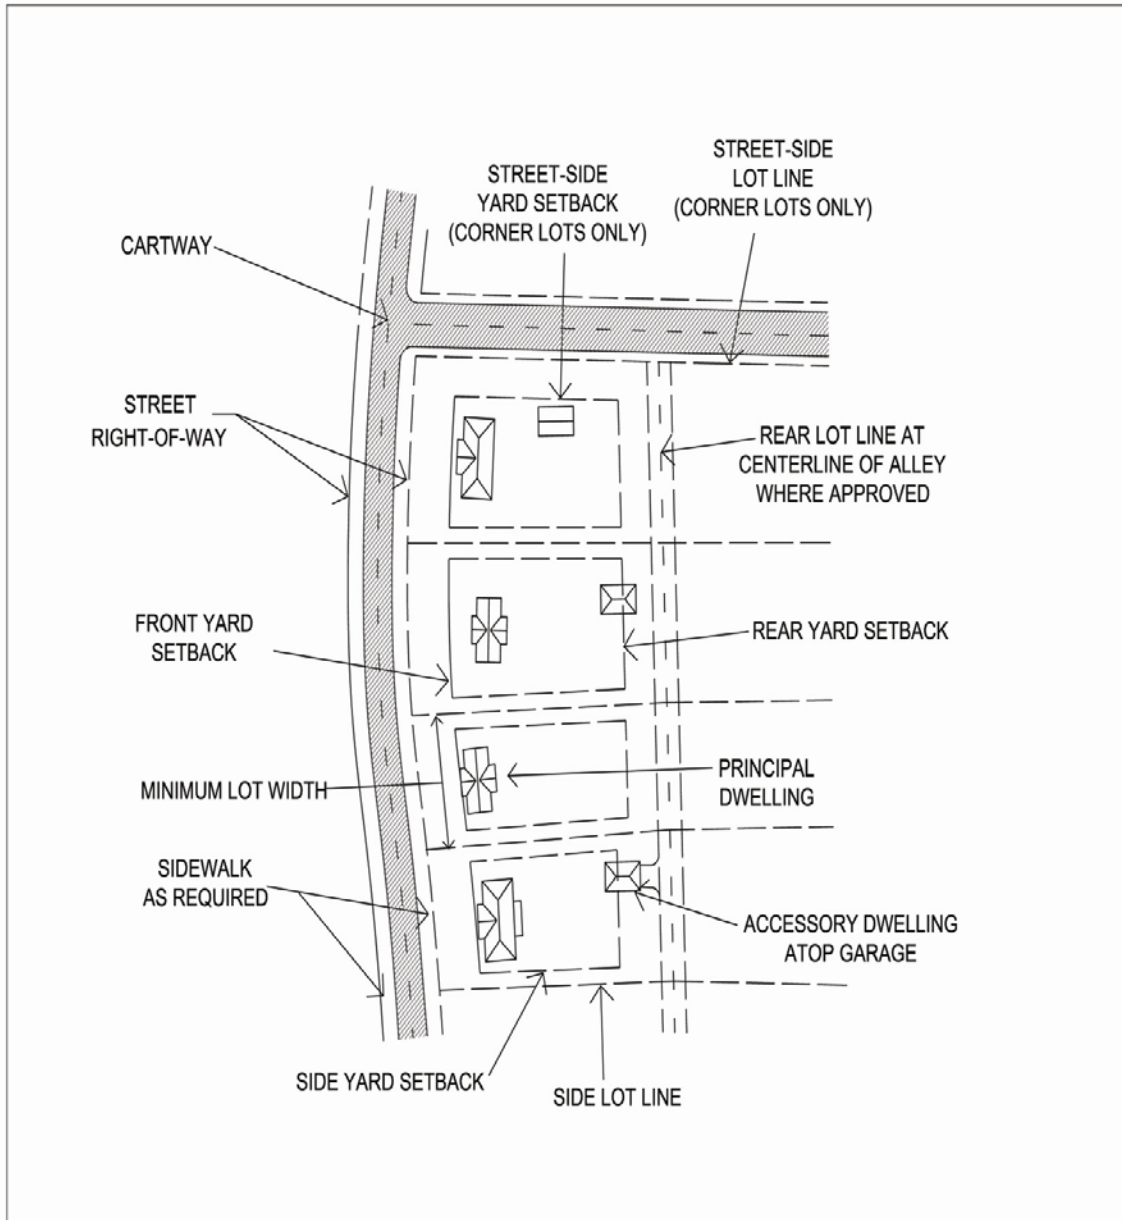 STREET-SIDE
LOT LINE
(CORNER LOTS ONLY)
STREET-SIDE
YARD SETBACK
(CORNER LOTS ONLY)
CARTWAY
STREET
RIGHT-OF-WAY
REAR LOT LINE AT
CENTERLINE OF ALLEY
WHERE APPROVED
FRONT YARD
SETBACK
REAR YARD SETBACK
MINIMUM LOT WIDTH
PRINCIPAL
DWELLING
SIDEWALK
AS REQUIRED
ACCESSORY DWELLING
ATOP GARAGE
SIDE YARD SETBACK
SIDE LOT LINE